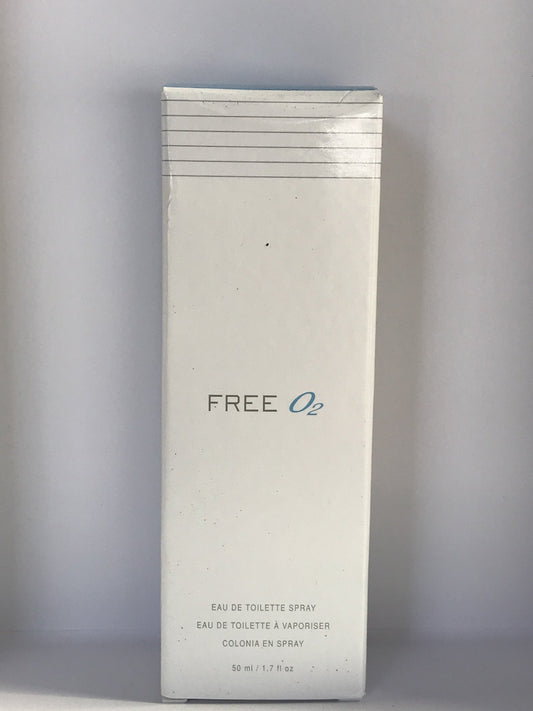 FREE O2
EAU DE TOILETTE SPRAY
EAU DE TOILETTE À VAPORISER
COLONIA EN SPRAY
50 ml / 1.7 fl oz